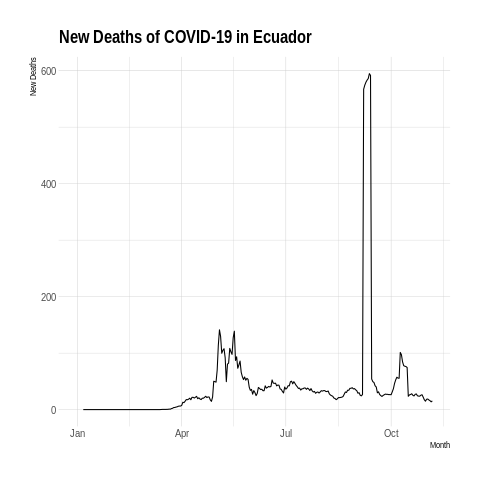 New Deaths of COVID-19 in Ecuador
New Deaths
600
400
200
0
Jan
Apr
Jul
Oct
Month